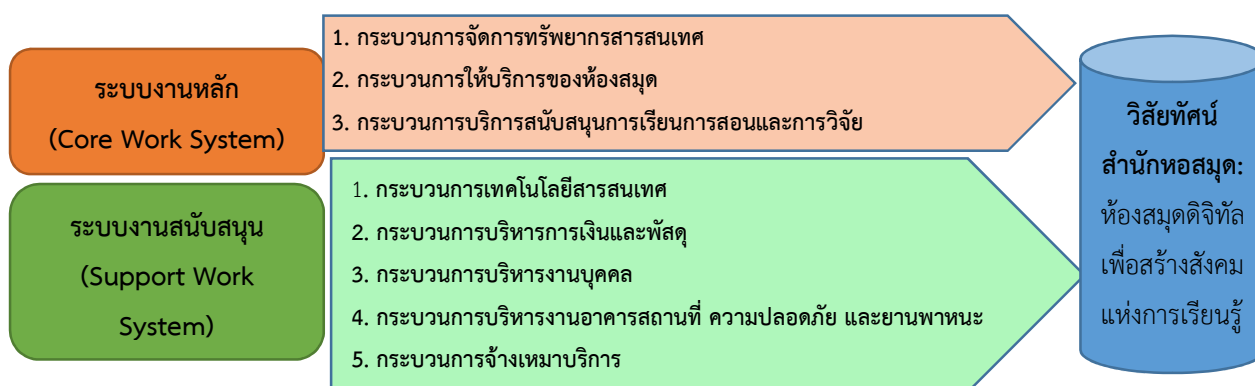 ระบบงานหลัก
(Core Work System)
1. กระบวนการจัดการทรัพยากรสารสนเทศ
2. กระบวนการให้บริการของห้องสมุด
3. กระบวนการบริการสนับสนุนการเรียนการสอนและการวิจัย
ระบบงานสนับสนุน
(Support Work
System)
1. กระบวนการเทคโนโลยีสารสนเทศ
2. กระบวนการบริหารการเงินและพัสดุ
3. กระบวนการบริหารงานบุคคล
4. กระบวนการบริหารงานอาคารสถานที่ ความปลอดภัย และยานพาหนะ
5. กระบวนการจ้างเหมาบริการ
วิสัยทัศน์
สำนักหอสมุด:
ห้องสมุดดิจิทัล
เพื่อสร้างสังคม
แห่งการเรียนรู้